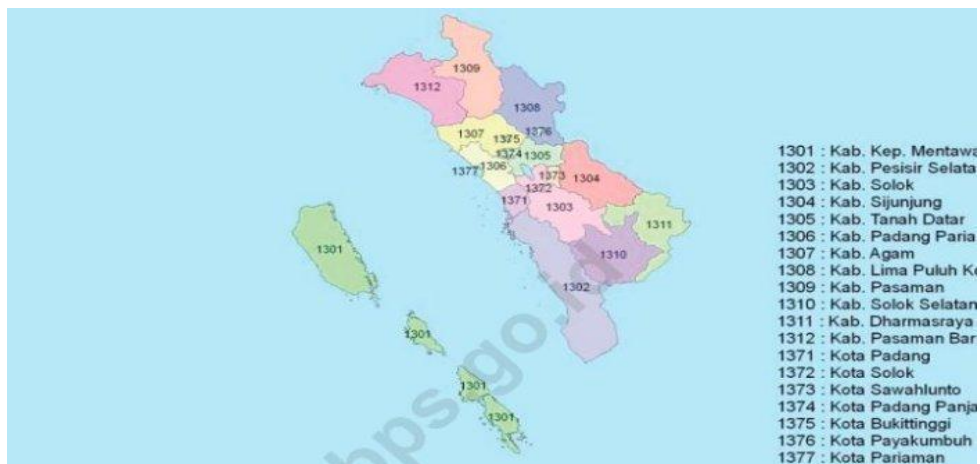 1309
1312
1308
1307
1375
1376
1374
1305
1377
1306
1373
1304
1372
1371
1303
1311
1301
1310
1302
1301
1301
1301
bps.go.id
1301 : Kab. Kep. Mentawa
1302 : Kab. Pesisir Selata
1303 : Kab. Solok
1304 : Kab. Sijunjung
1305 : Kab. Tanah Datar
1306 : Kab. Padang Paria
1307 : Kab. Agam
1308 : Kab. Lima Puluh Ko
1309 : Kab. Pasaman
1310 : Kab. Solok Selatan
1311 : Kab. Dharmasraya
1312 : Kab. Pasaman Bar
1371 : Kota Padang
1372 : Kota Solok
1373 : Kota Sawahlunto
1374 : Kota Padang Panja
1375 : Kota Bukittinggi
1376 : Kota Payakumbuh
1377 : Kota Pariaman